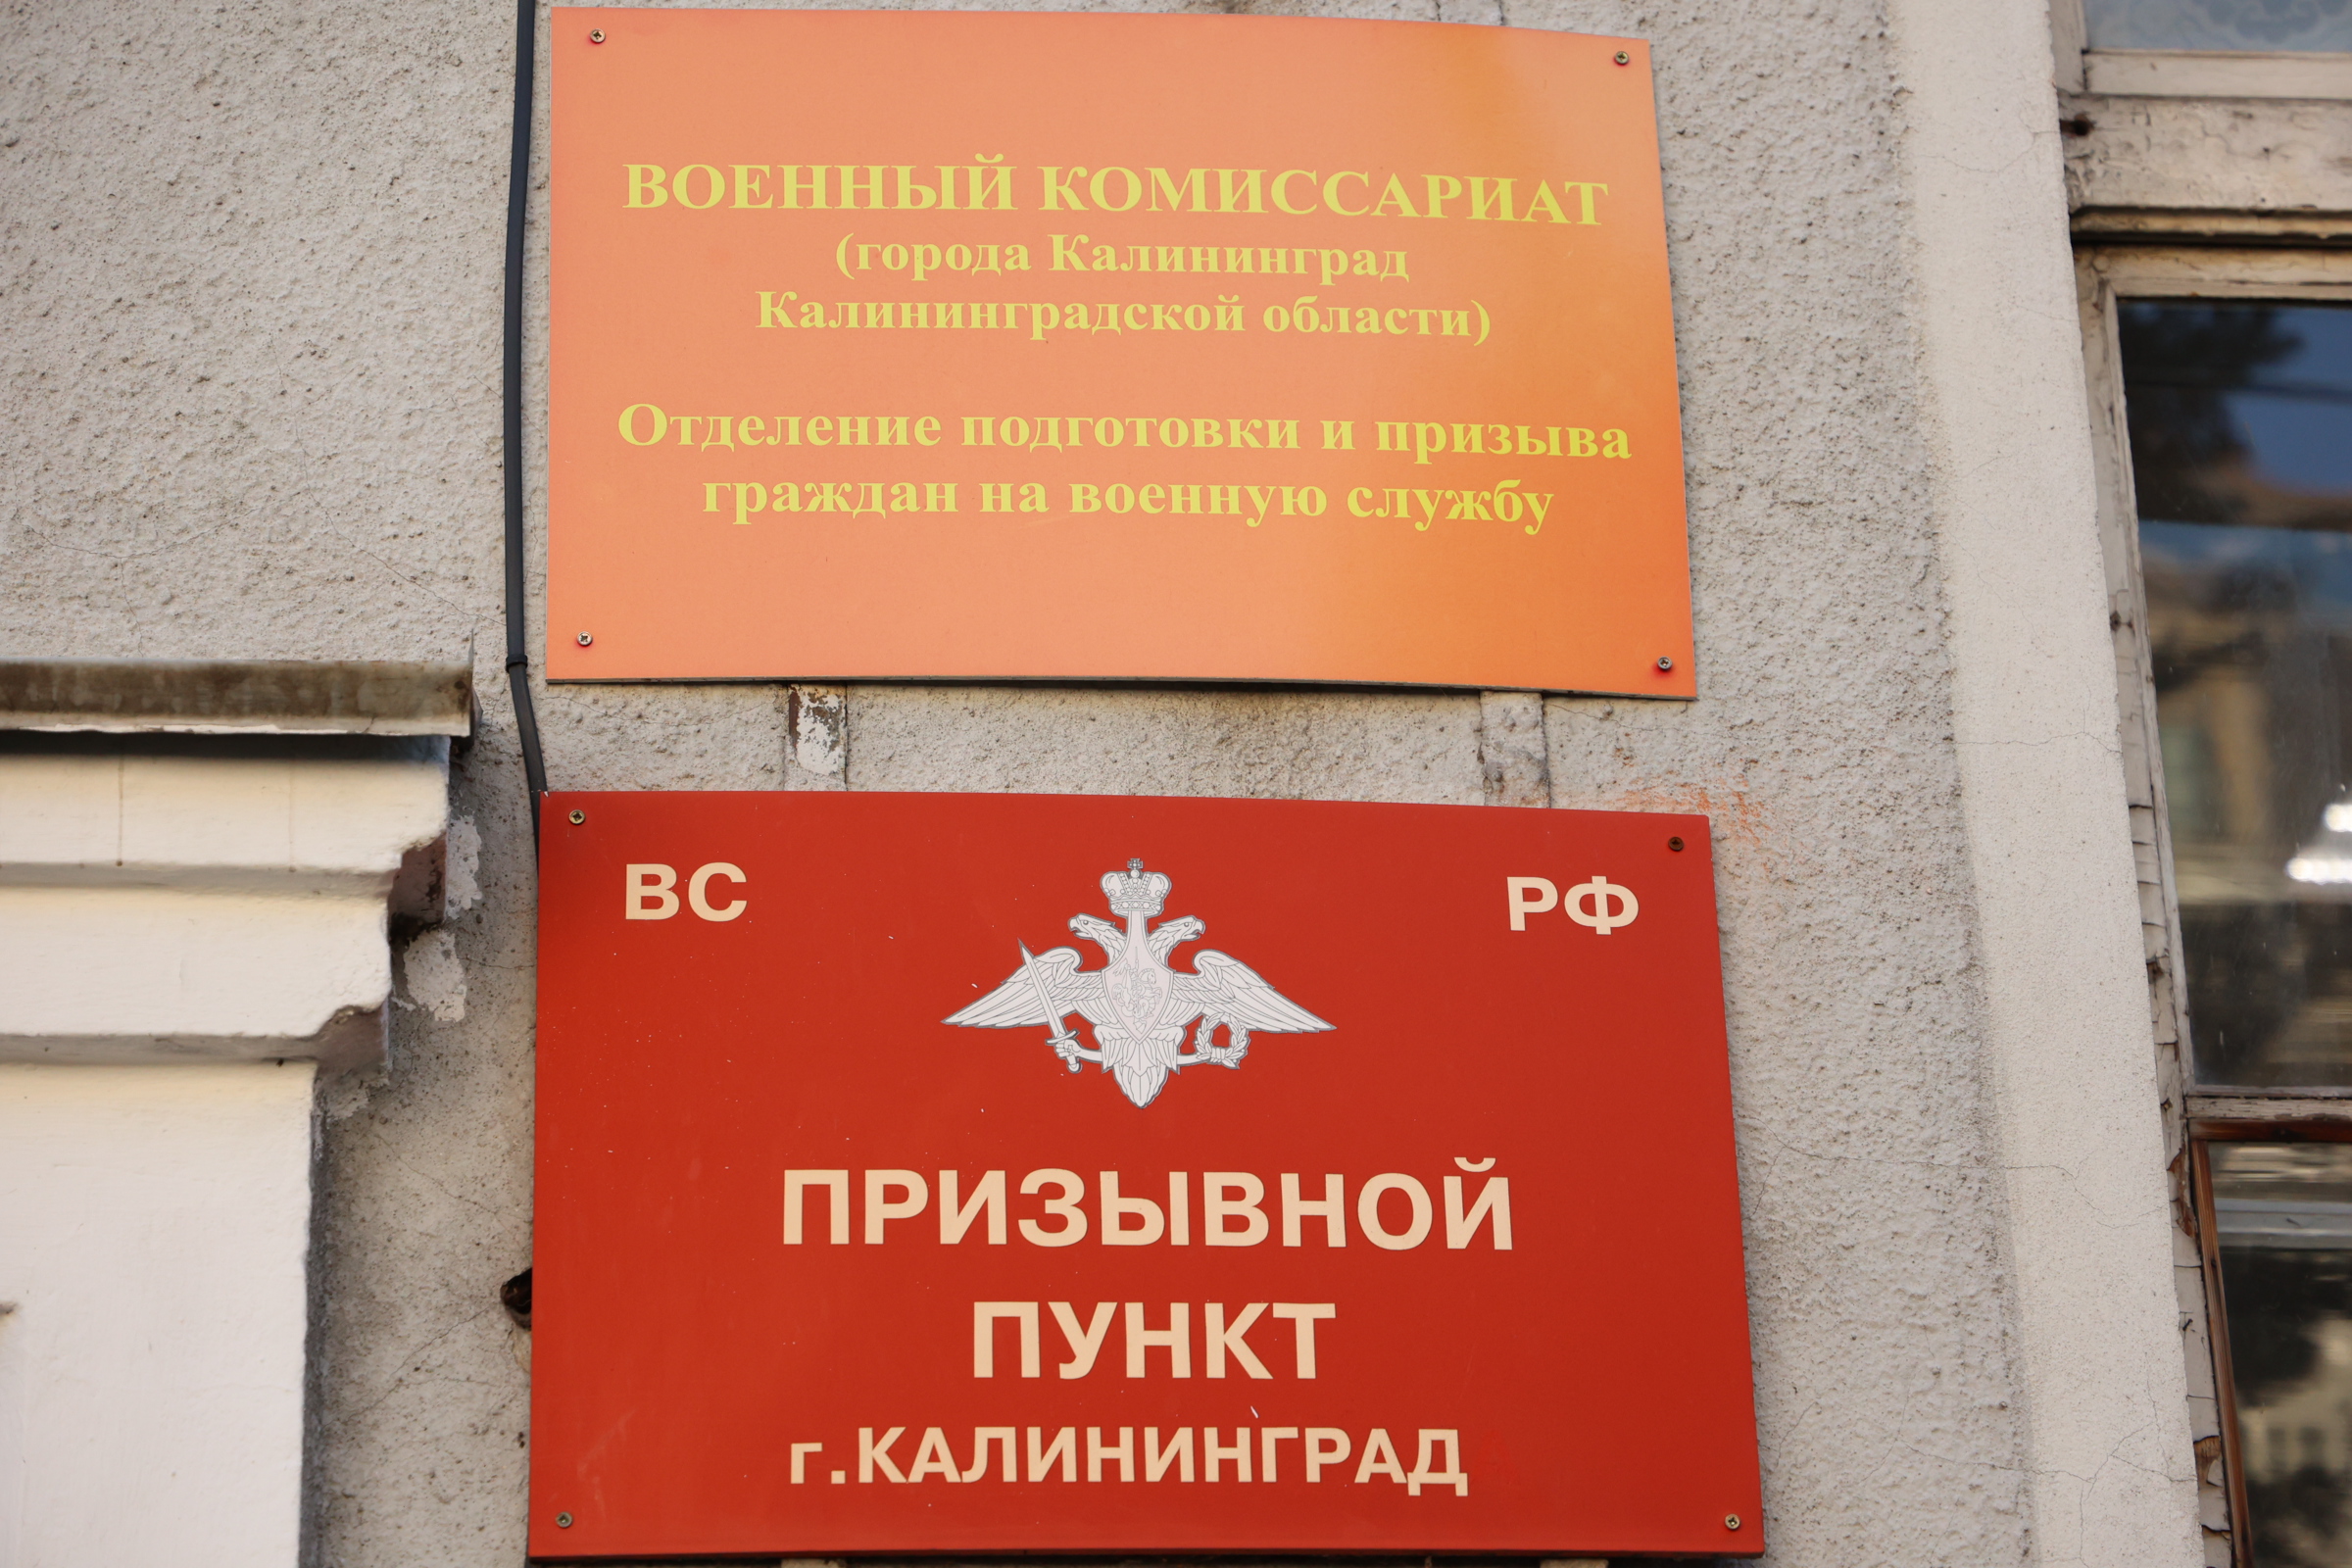 ВОЕННЫЙ КОМИССАРИАТ
(города Калининград
Калининградской области)
Отделение подготовки и призыва
граждан на военную службу
ВС РФ
ПРИЗЫВНОЙ
ПУНКТ
г.КАЛИНИНГРАД